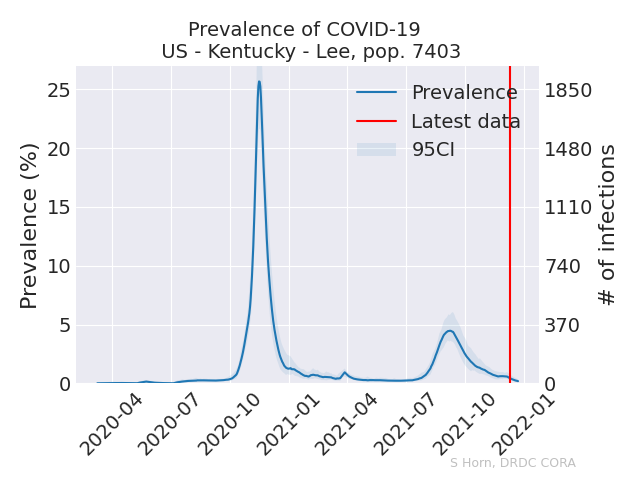 Prevalence of COVID-19
US - Kentucky - Lee, pop. 7403
Prevalence
Latest data
95CI
Prevalence (%)
25
20
15
10
5
0
1850
1480
1110
740
370
0
# of infections
2020-04
2020-07
2020-10
2021-01
2021-04
2021-07
2021-10
2022-01
S Horn, DRDC CORA